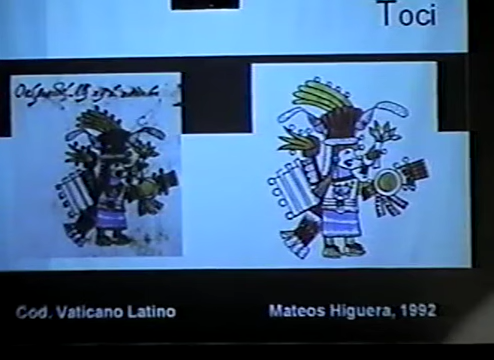 Toci
Cod. Vaticano Latino
Mateos Higuera, 1992